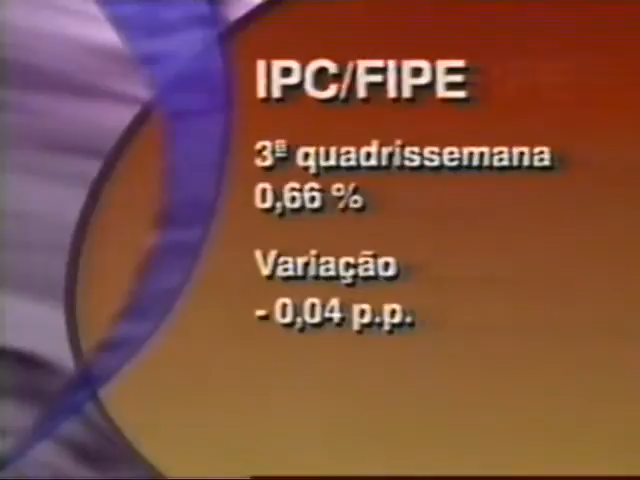 IPC/FIPE
3ª quadrissemana
0,66 %
Variação
- 0,04 p.p.